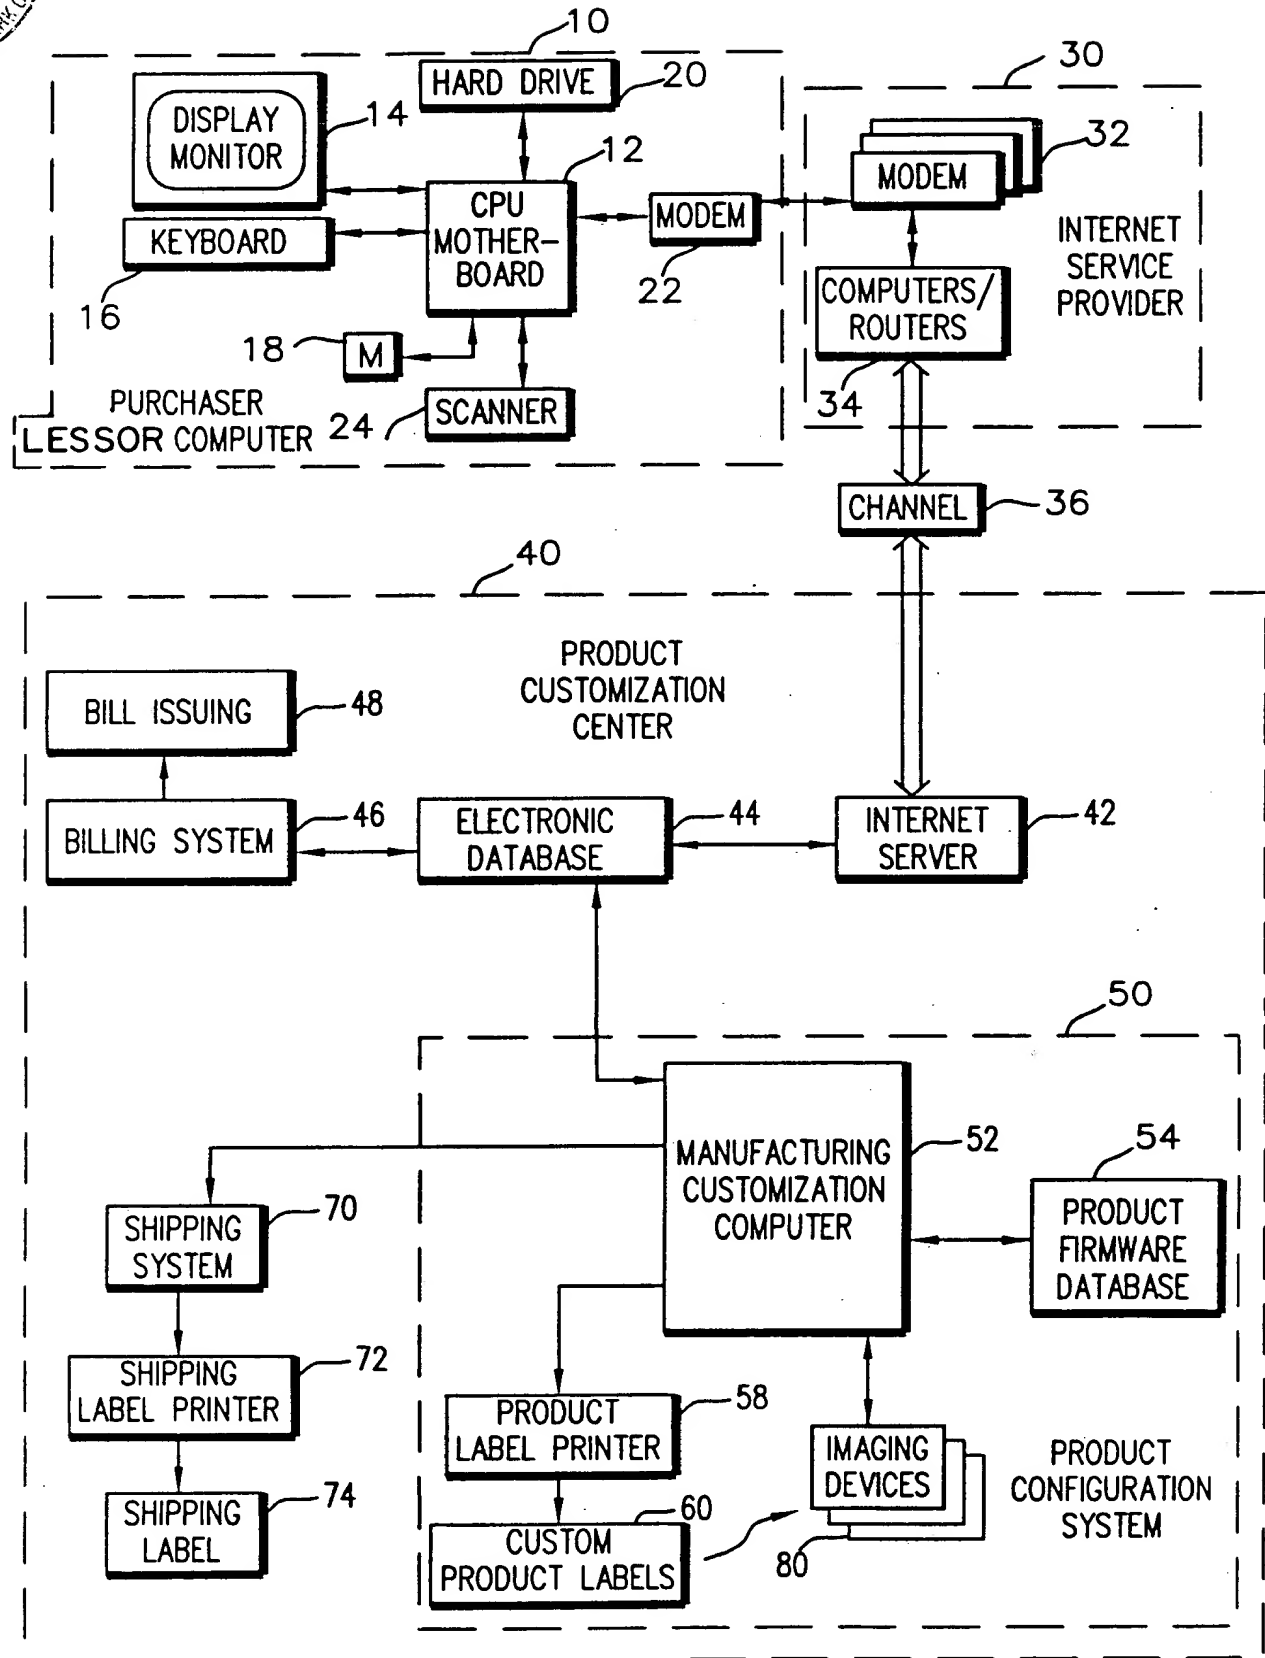 10
30
HARD DRIVE
20
DISPLAY
MONITOR
14
12
32
MODEM
CPU
MOTHER-
BOARD
MODEM
22
KEYBOARD
16
INTERNET
SERVICE
PROVIDER
COMPUTERS/
ROUTERS
34
18
M
SCANNER
24
PURCHASER
LESSOR COMPUTER
CHANNEL
36
40
PRODUCT
CUSTOMIZATION
CENTER
BILL ISSUING
48
BILLING SYSTEM
46
ELECTRONIC
DATABASE
44
INTERNET
SERVER
42
50
MANUFACTURING
CUSTOMIZATION
COMPUTER
52
54
PRODUCT
FIRMWARE
DATABASE
SHIPPING
SYSTEM
70
SHIPPING
LABEL PRINTER
72
SHIPPING
LABEL
74
PRODUCT
LABEL PRINTER
58
CUSTOM
PRODUCT LABELS
60
IMAGING
DEVICES
80
PRODUCT
CONFIGURATION
SYSTEM